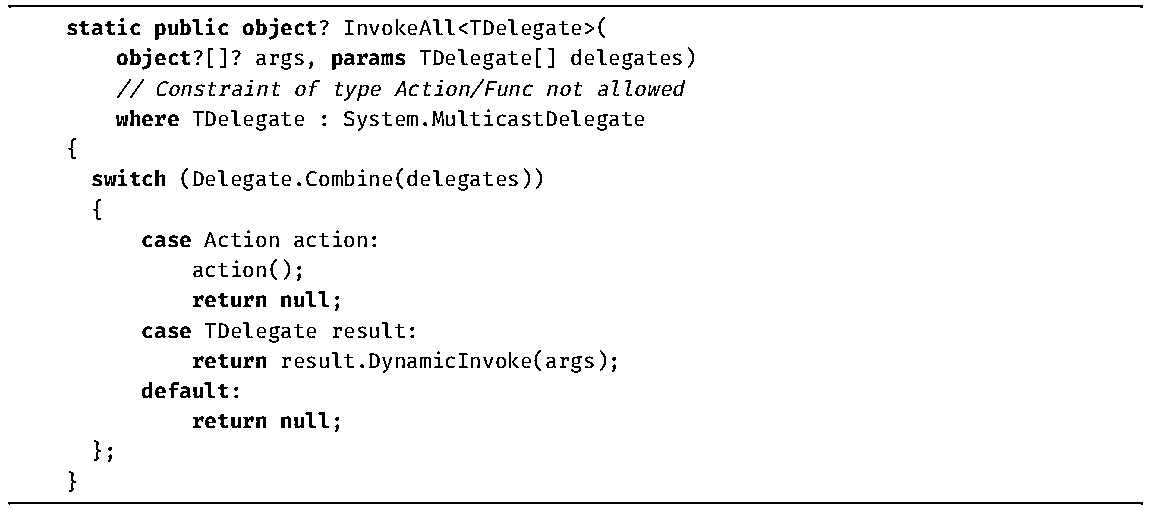 static public object? InvokeAll<TDelegate>(
    object?[]? args, params TDelegate[] delegates)
    // Constraint of type Action/Func not allowed
    where TDelegate : System.MulticastDelegate
{
  switch (Delegate.Combine(delegates))
  {
      case Action action:
          action();
          return null;
      case TDelegate result:
          return result.DynamicInvoke(args);
      default:
          return null;
  };
}